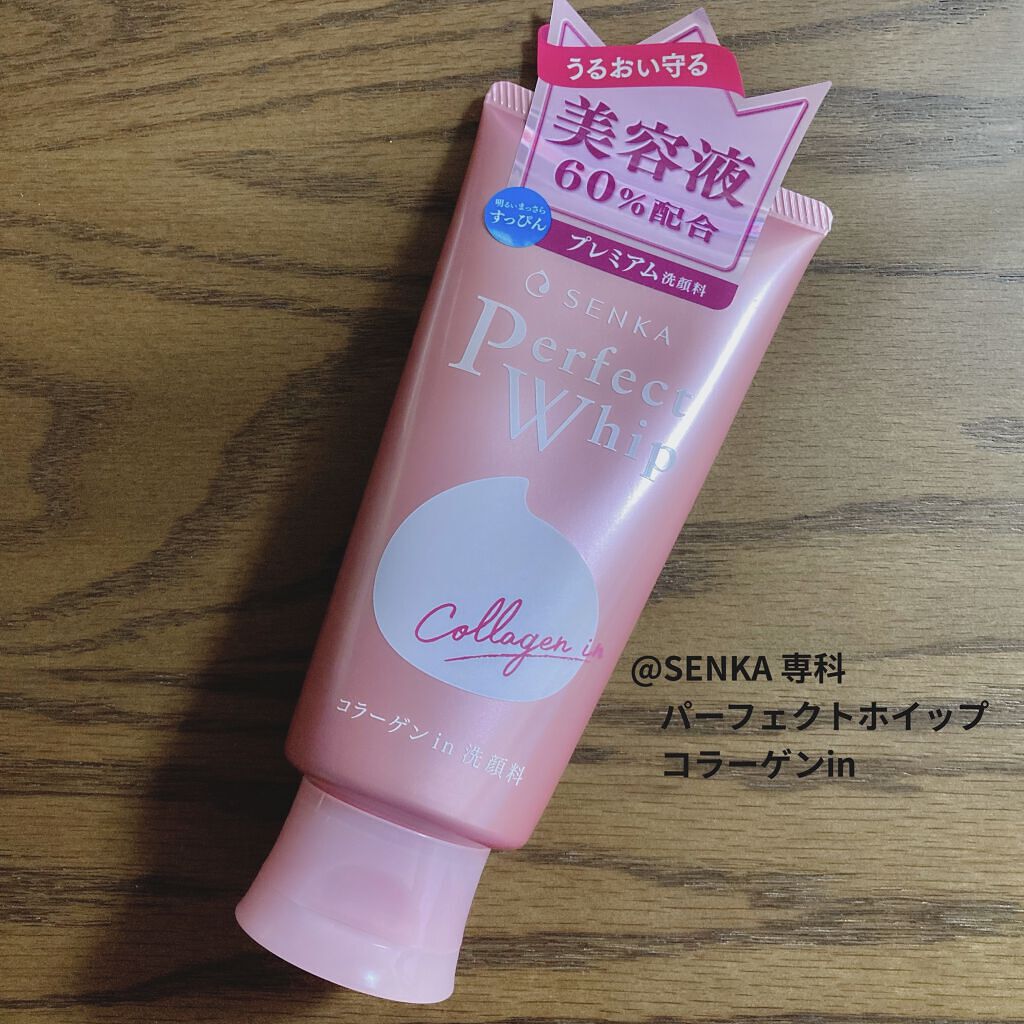 うるおい守る
美容液
60%配合
明るいまっさら
すっぴん
プレミアム洗顔料
SENKA
Perfect
Whip
Collagen in
コラーゲンin 洗顔料
@SENKA 専科
パーフェクトホイップ
コラーゲンin